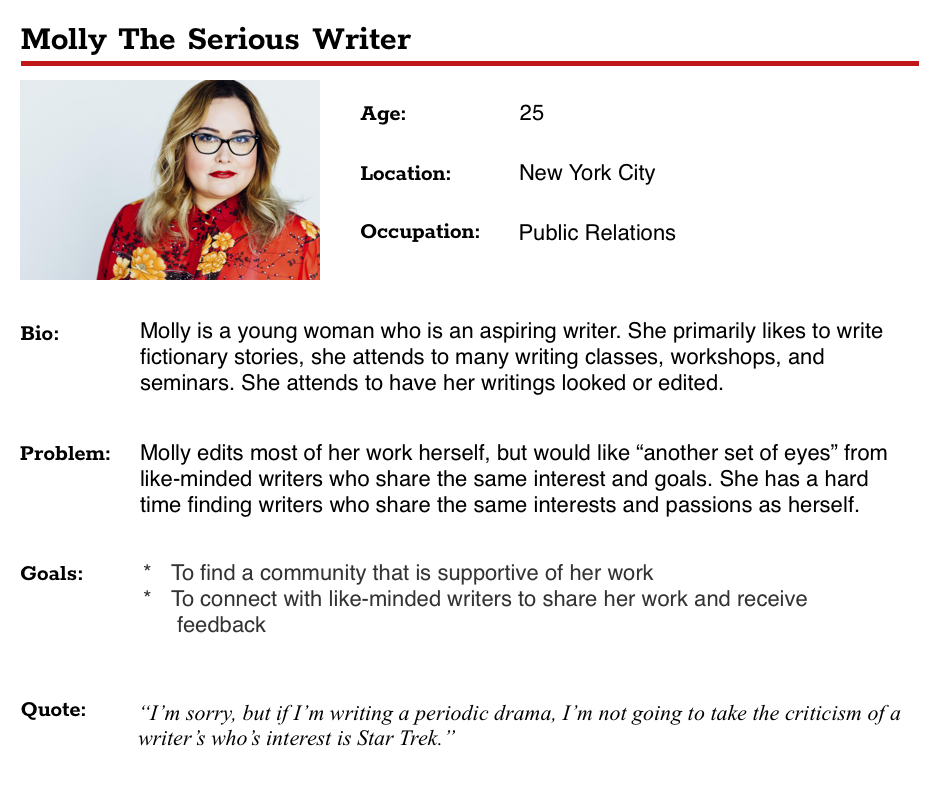 Molly The Serious Writer
Age: 25
Location: New York City
Occupation: Public Relations
Bio: Molly is a young woman who is an aspiring writer. She primarily likes to write
fictionary stories, she attends to many writing classes, workshops, and
seminars. She attends to have her writings looked or edited.
Problem: Molly edits most of her work herself, but would like “another set of eyes” from
like-minded writers who share the same interest and goals. She has a hard
time finding writers who share the same interests and passions as herself.
Goals: * To find a community that is supportive of her work
* To connect with like-minded writers to share her work and receive
feedback
Quote: “I’m sorry, but if I’m writing a periodic drama, I’m not going to take the criticism of a
writer’s who’s interest is Star Trek.”